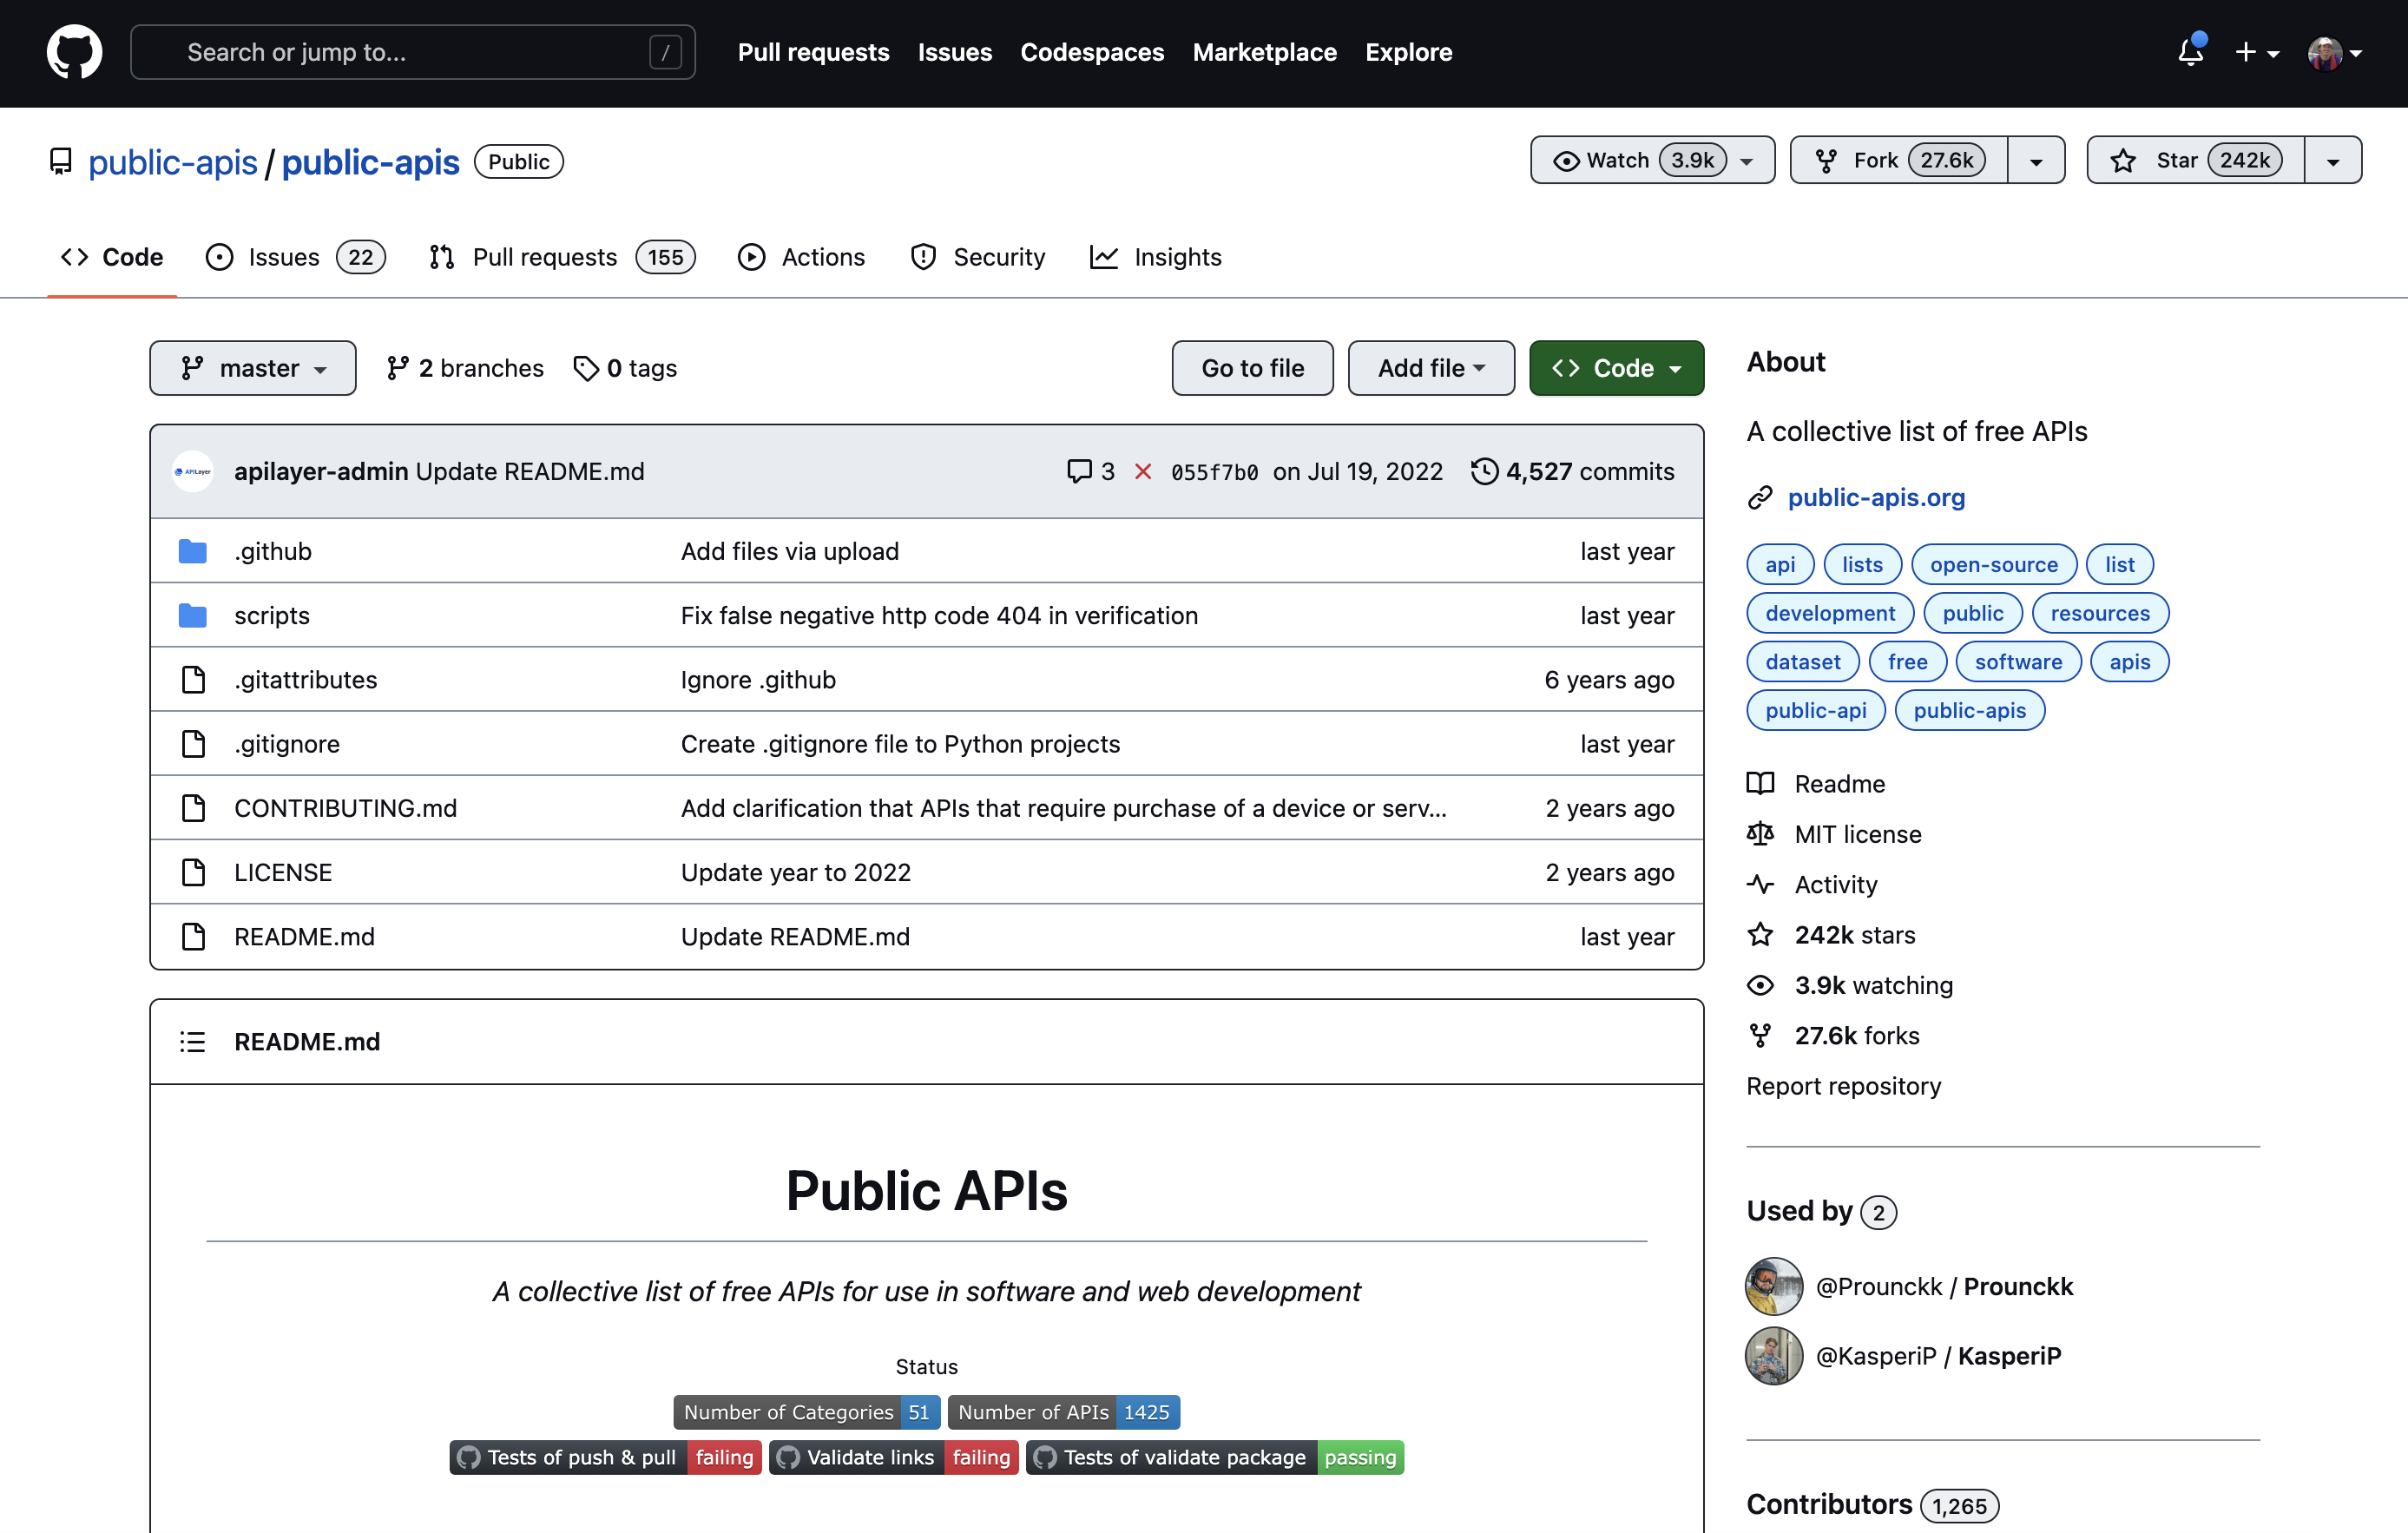 Search or jump to... /
Pull requests Issues Codespaces Marketplace Explore
public-apis / public-apis Public
Watch 3.9k Fork 27.6k Star 242k
Code Issues 22 Pull requests 155 Actions Security Insights
master 2 branches 0 tags
Go to file Add file Code
APILayer apilayer-admin Update README.md 3 055f7b0 on Jul 19, 2022 4,527 commits
.github Add files via upload last year
scripts Fix false negative http code 404 in verification last year
.gitattributes Ignore .github 6 years ago
.gitignore Create .gitignore file to Python projects last year
CONTRIBUTING.md Add clarification that APIs that require purchase of a device or serv... 2 years ago
LICENSE Update year to 2022 2 years ago
README.md Update README.md last year
README.md
Public APIs
A collective list of free APIs for use in software and web development
Status
Number of Categories 51 Number of APIs 1425
Tests of push & pull failing Validate links failing Tests of validate package passing
About
A collective list of free APIs
public-apis.org
api lists open-source list
development public resources
dataset free software apis
public-api public-apis
Readme
MIT license
Activity
242k stars
3.9k watching
27.6k forks
Report repository
Used by 2
@Prounckk / Prounckk
@KasperiP / KasperiP
Contributors 1,265